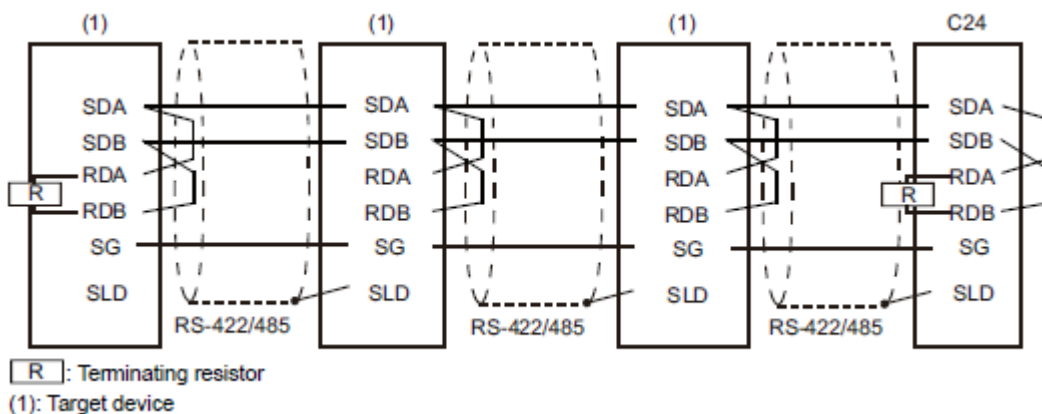 (1) (1) (1) C24
SDA SDA SDA SDA
SDB SDB SDB SDB
RDA RDA RDA RDA
R R
RDB RDB RDB RDB
SG SG SG SG
SLD SLD SLD SLD
RS-422/485 RS-422/485 RS-422/485
R : Terminating resistor
(1): Target device